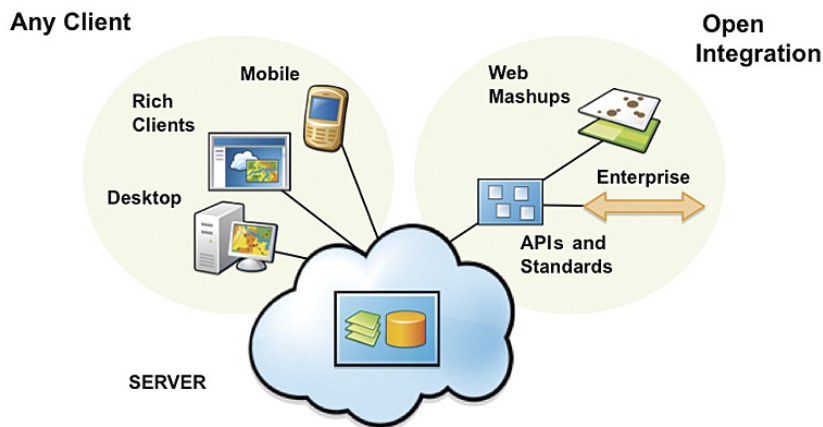 Any Client
Open
Integration
Mobile
Rich
Clients
Desktop
Web
Mashups
Enterprise
APIs and
Standards
SERVER